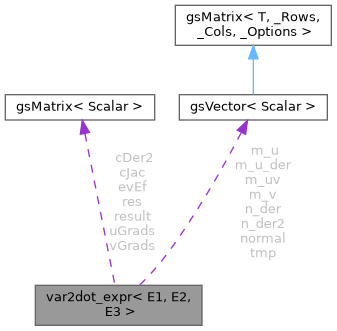 gsMatrix< T, _Rows,
_Cols, _Options >
gsMatrix< Scalar >
gsVector< Scalar >
cDer2
cJac
evEf
res
result
uGrads
vGrads
m_u
m_u_der
m_uv
m_v
n_der
n_der2
normal
tmp
var2dot_expr< E1, E2,
E3 >